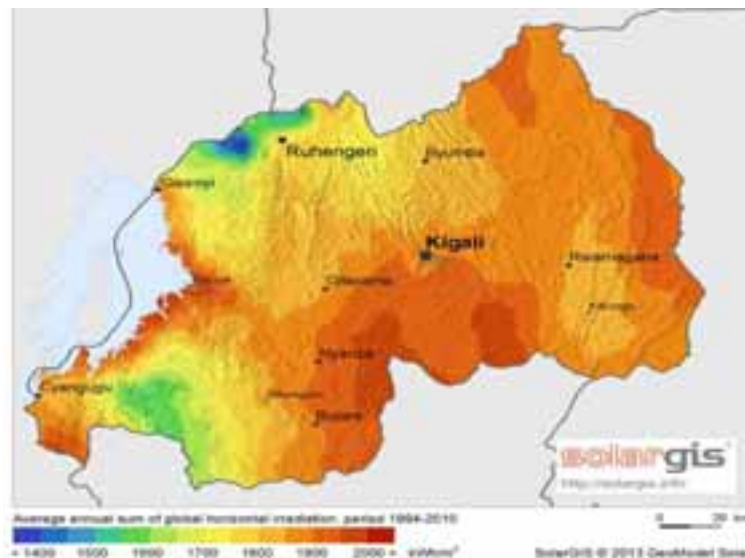 Ruhengeri
Byumba
Gisenyi
Kigali
Rwamagana
Gitarama
Kibungo
Nyanza
Cyangugu
Butare
solargis
http://solargis.info
Average annual sum of global horizontal irradiation, period 1994-2010
0 20 km
< 1400 1500 1600 1700 1800 1900 2000 > kWh/m²
SolarGIS © 2013 GeoModel Solar